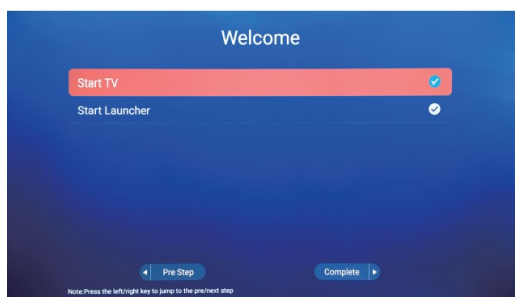 Welcome
Start TV
Start Launcher
Pre Step
Complete
Note:Press the left/right key to jump to the pre/next step